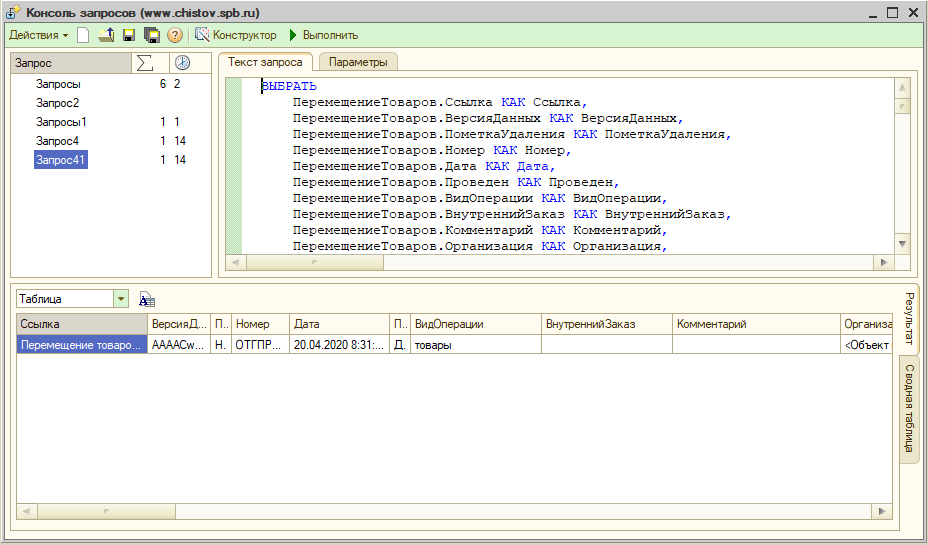 Консоль запросов (www.chistov.spb.ru)
Действия Конструктор Выполнить
Запрос
Запросы 6 2
Запрос2
Запросы1 1 1
Запрос4 1 14
Запрос41 1 14
Текст запроса Параметры
ВЫБРАТЬ
ПеремещениеТоваров.Ссылка КАК Ссылка,
ПеремещениеТоваров.ВерсияДанных КАК ВерсияДанных,
ПеремещениеТоваров.ПометкаУдаления КАК ПометкаУдаления,
ПеремещениеТоваров.Номер КАК Номер,
ПеремещениеТоваров.Дата КАК Дата,
ПеремещениеТоваров.Проведен КАК Проведен,
ПеремещениеТоваров.ВидОперации КАК ВидОперации,
ПеремещениеТоваров.ВнутреннийЗаказ КАК ВнутреннийЗаказ,
ПеремещениеТоваров.Комментарий КАК Комментарий,
ПеремещениеТоваров.Организация КАК Организация,
Таблица
Ссылка ВерсияД... П.. Номер Дата П.. ВидОперации ВнутреннийЗаказ Комментарий Организа
Перемещение товаро... AAAACw... Н. ОТГПР... 20.04.2020 8:31:... Д. товары <Объект
Результат
Сводная таблица